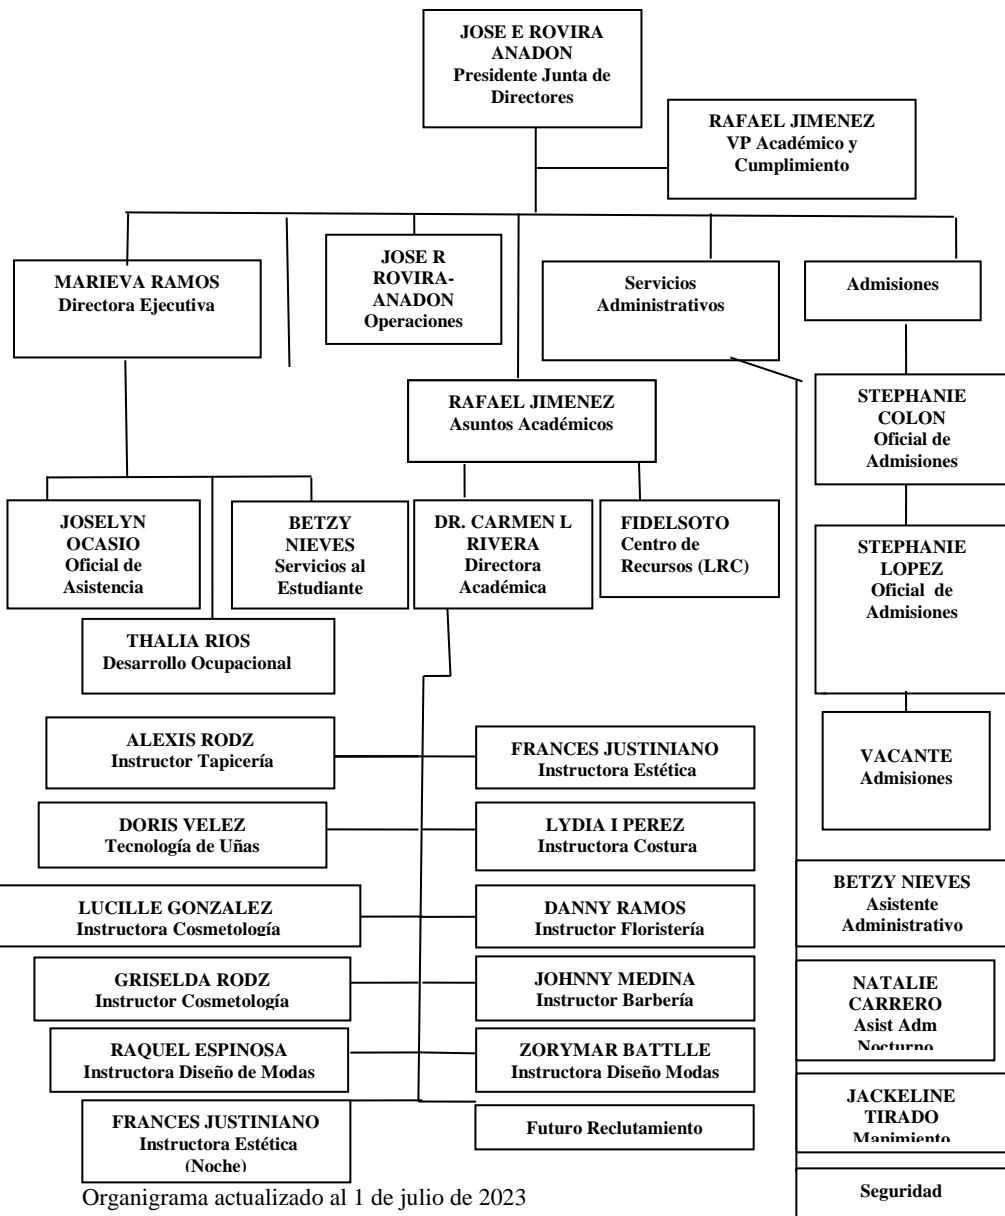 JOSE E ROVIRA
ANADON
Presidente Junta de
Directores
RAFAEL JIMENEZ
VP Académico y
Cumplimiento
MARIEVA RAMOS
Directora Ejecutiva
JOSE R
ROVIRA-
ANADON
Operaciones
Servicios
Administrativos
Admisiones
RAFAEL JIMENEZ
Asuntos Académicos
STEPHANIE
COLON
Oficial de
Admisiones
JOSELYN
OCASIO
Oficial de
Asistencia
BETZY
NIEVES
Servicios al
Estudiante
DR. CARMEN L
RIVERA
Directora
Académica
FIDELSOTO
Centro de
Recursos (LRC)
STEPHANIE
LOPEZ
Oficial de
Admisiones
THALIA RIOS
Desarrollo Ocupacional
VACANTE
Admisiones
ALEXIS RODZ
Instructor Tapicería
FRANCES JUSTINIANO
Instructora Estética
DORIS VELEZ
Tecnología de Uñas
LYDIA I PEREZ
Instructora Costura
LUCILLE GONZALEZ
Instructora Cosmetología
DANNY RAMOS
Instructor Floristería
GRISELDA RODZ
Instructor Cosmetología
JOHNNY MEDINA
Instructor Barbería
RAQUEL ESPINOSA
Instructora Diseño de Modas
ZORYMAR BATTLLE
Instructora Diseño Modas
FRANCES JUSTINIANO
Instructora Estética
(Noche)
Futuro Reclutamiento
BETZY NIEVES
Asistente
Administrativo
NATALIE
CARRERO
Asist Adm
Nocturno
JACKELINE
TIRADO
Manimiento
Seguridad
Organigrama actualizado al 1 de julio de 2023